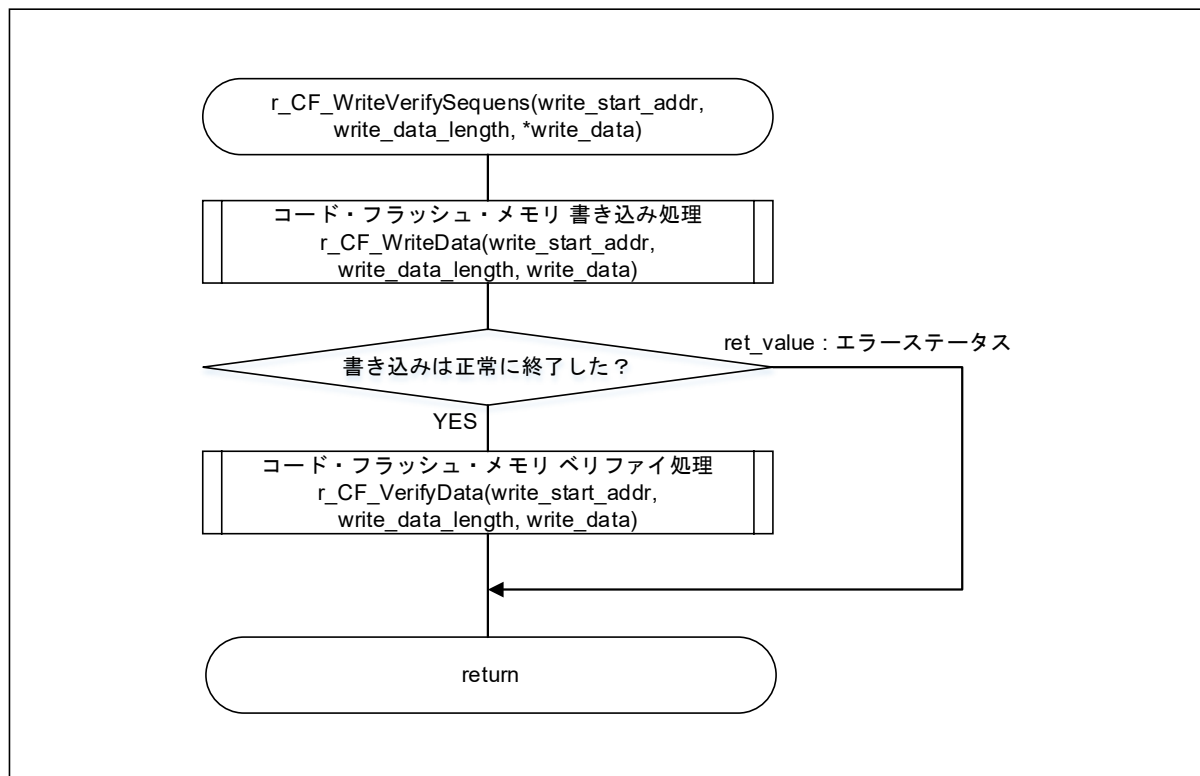 r_CF_WriteVerifySequens(write_start_addr,
write_data_length, *write_data)
コード・フラッシュ・メモリ 書き込み処理
r_CF_WriteData(write_start_addr,
write_data_length, write_data)
書き込みは正常に終了した？
ret_value : エラーステータス
YES
コード・フラッシュ・メモリ ベリファイ処理
r_CF_VerifyData(write_start_addr,
write_data_length, write_data)
return